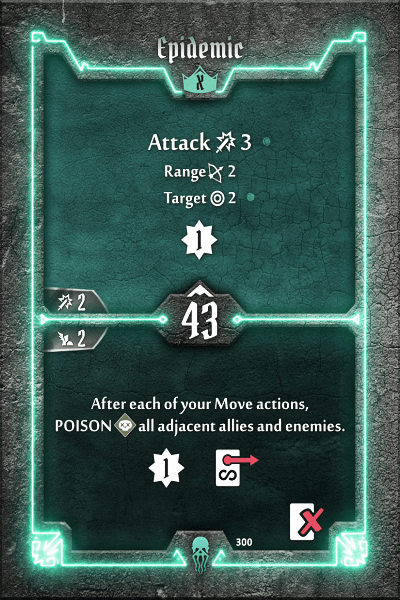 Epidemic
X
Attack 3
Range 2
Target 2
1
2
43
2
After each of your Move actions,
POISON all adjacent allies and enemies.
1
300